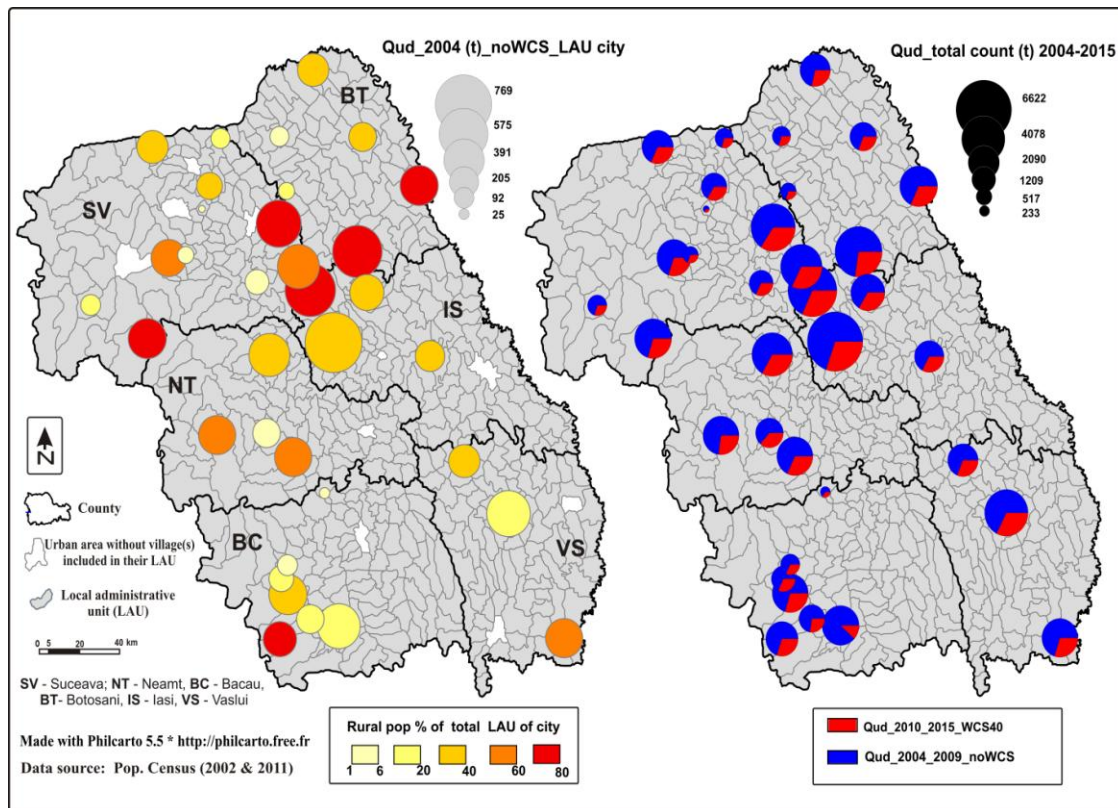 Qud_2004 (t)_noWCS_LAU city
769
575
391
205
92
25
BT
SV
IS
NT
BC
VS
N
County
Urban area without village(s)
included in their LAU
Local administrative
unit (LAU)
0 5 20 40 km
SV - Suceava; NT - Neamt, BC - Bacau,
BT- Botosani, IS - Iasi, VS - Vaslui
Made with Philcarto 5.5 * http://philcarto.free.fr
Data source: Pop. Census (2002 & 2011)
Rural pop % of total LAU of city
1 6 20 40 60 80
Qud_total count (t) 2004-2015
6622
4078
2090
1209
517
233
Qud_2010_2015_WCS40
Qud_2004_2009_noWCS